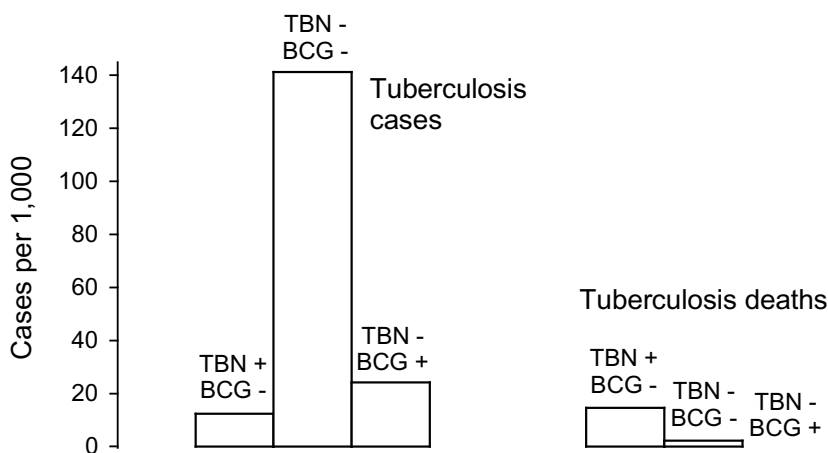 TBN -
BCG -
Tuberculosis
cases
140
120
100
80
60
40
20
0
Cases per 1,000
TBN +
BCG -
TBN -
BCG +
Tuberculosis deaths
TBN +
BCG -
TBN -
BCG -
TBN -
BCG +